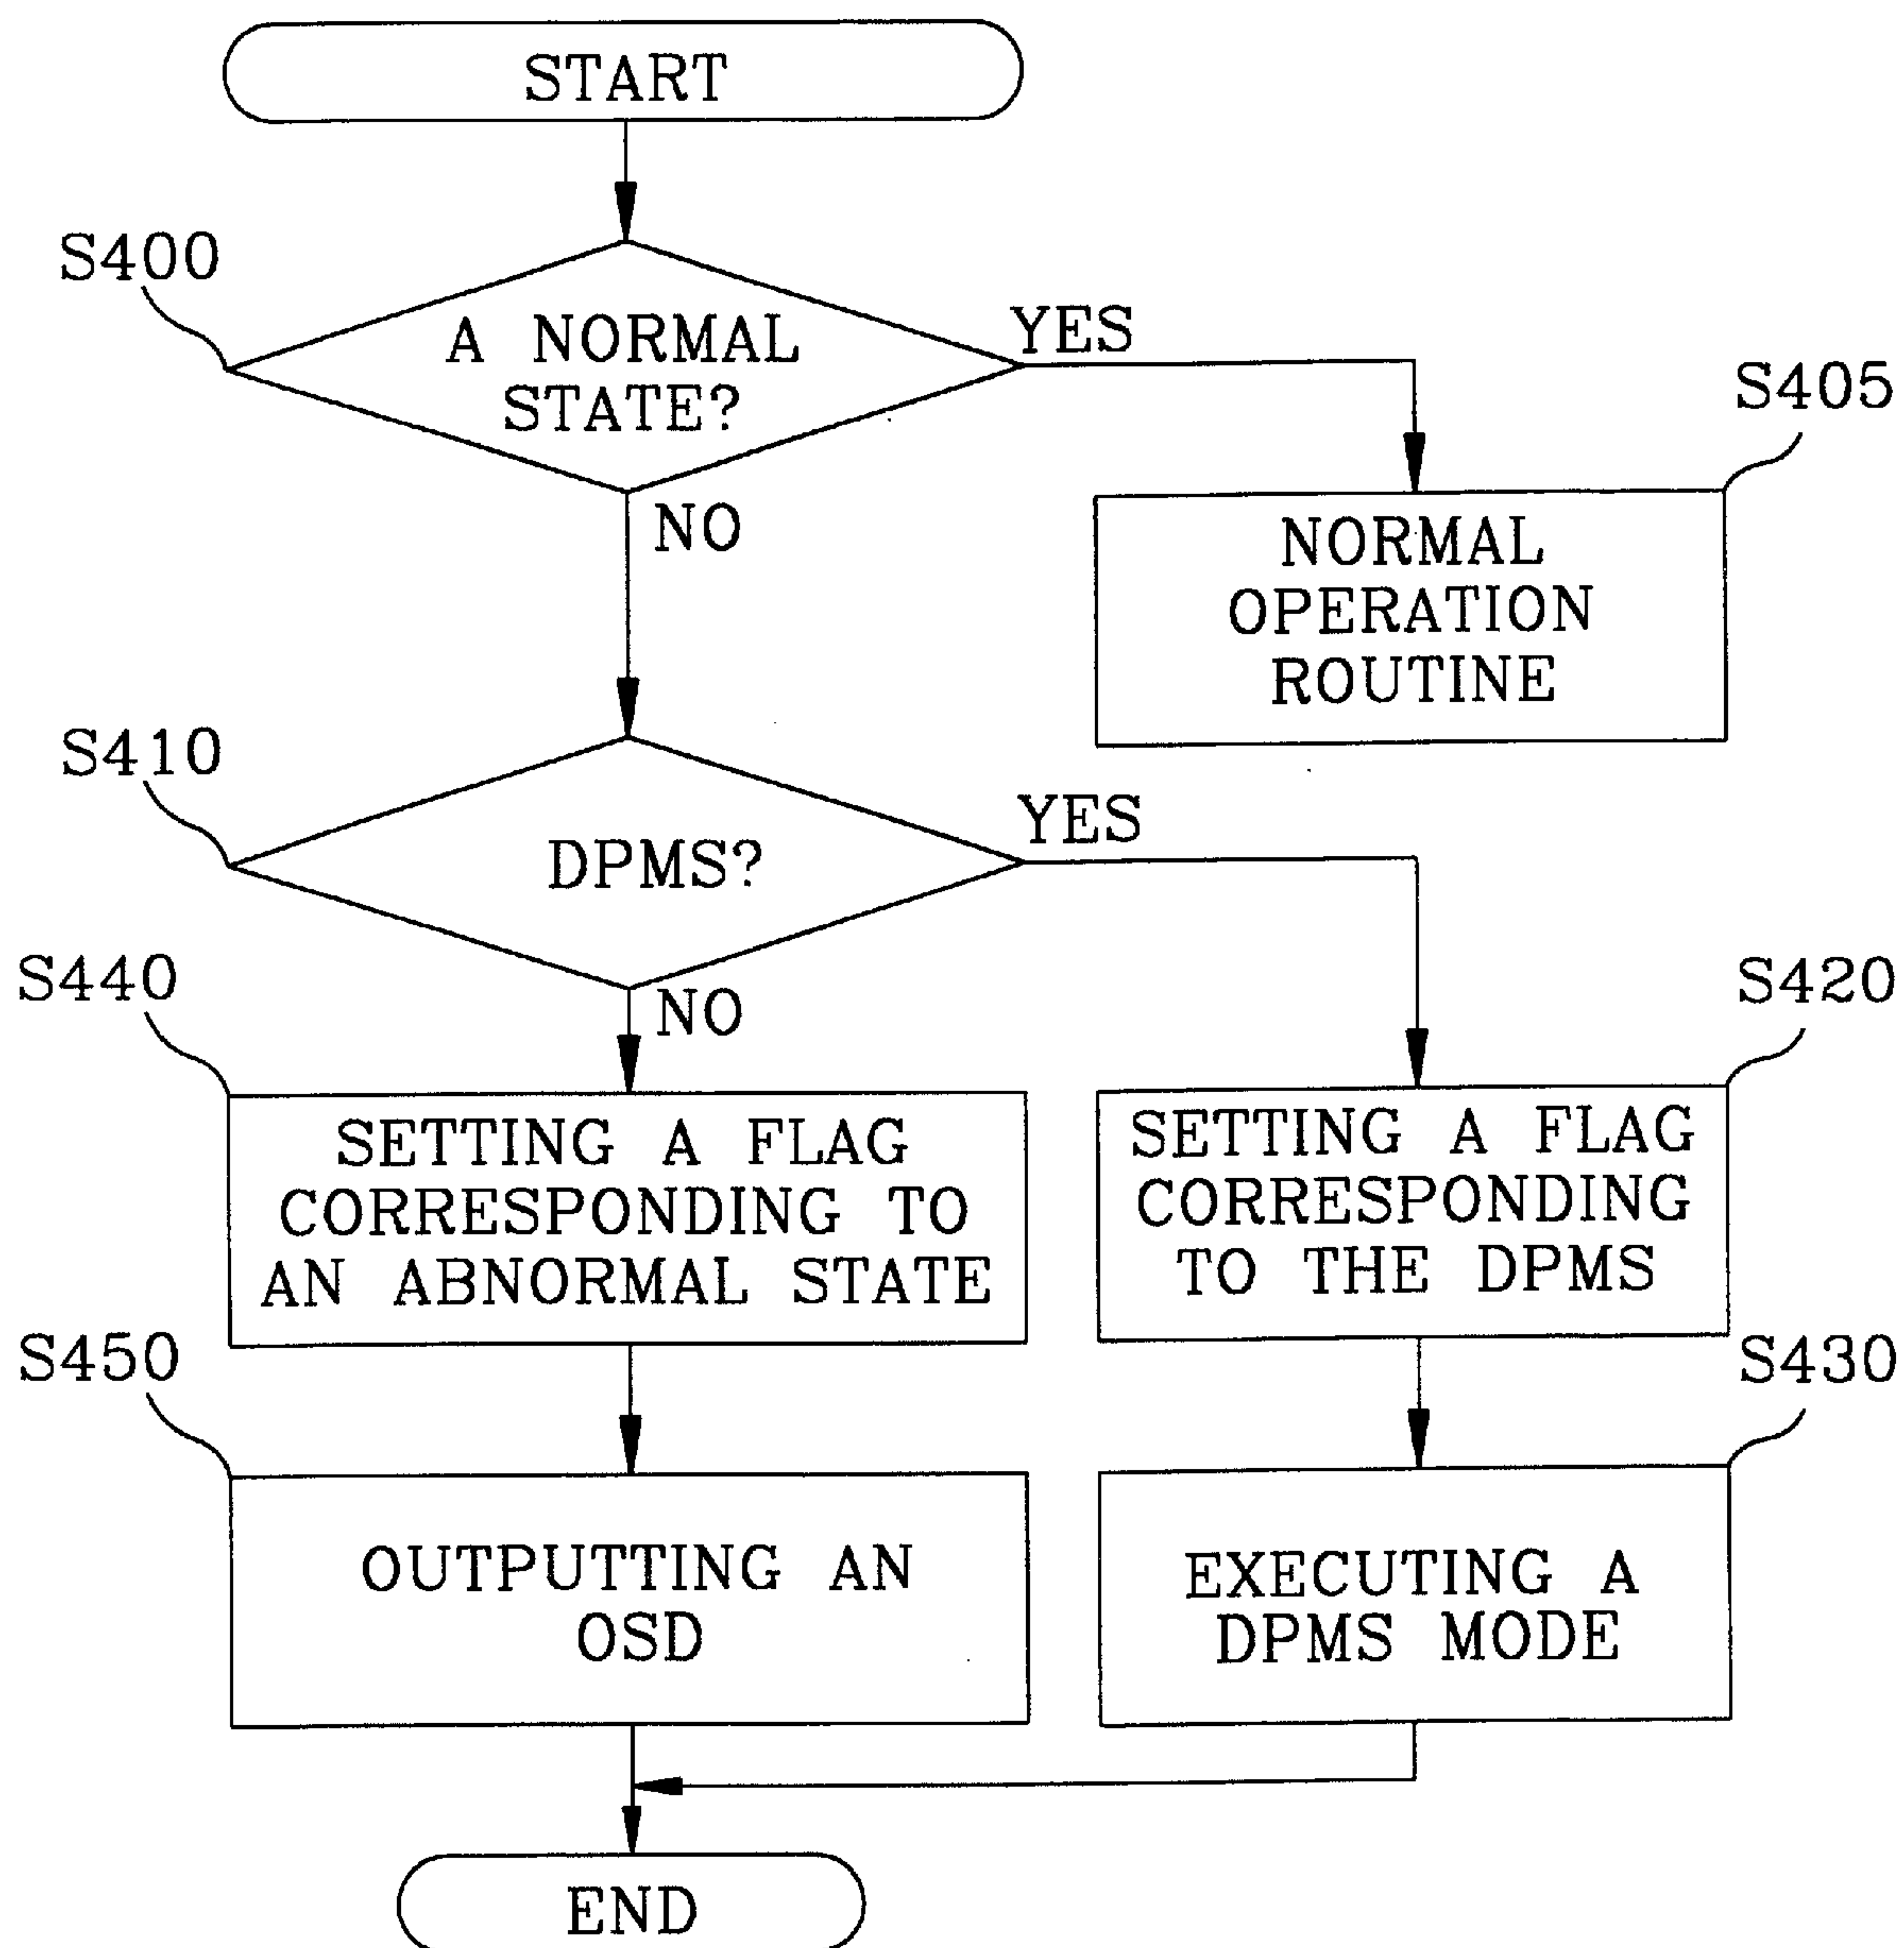 START
S400
A NORMAL
STATE?
YES
S405
NO
NORMAL
OPERATION
ROUTINE
S410
DPMS?
YES
S440
NO
S420
SETTING A FLAG
CORRESPONDING TO
AN ABNORMAL STATE
SETTING A FLAG
CORRESPONDING
TO THE DPMS
S450
S430
OUTPUTTING AN
OSD
EXECUTING A
DPMS MODE
END